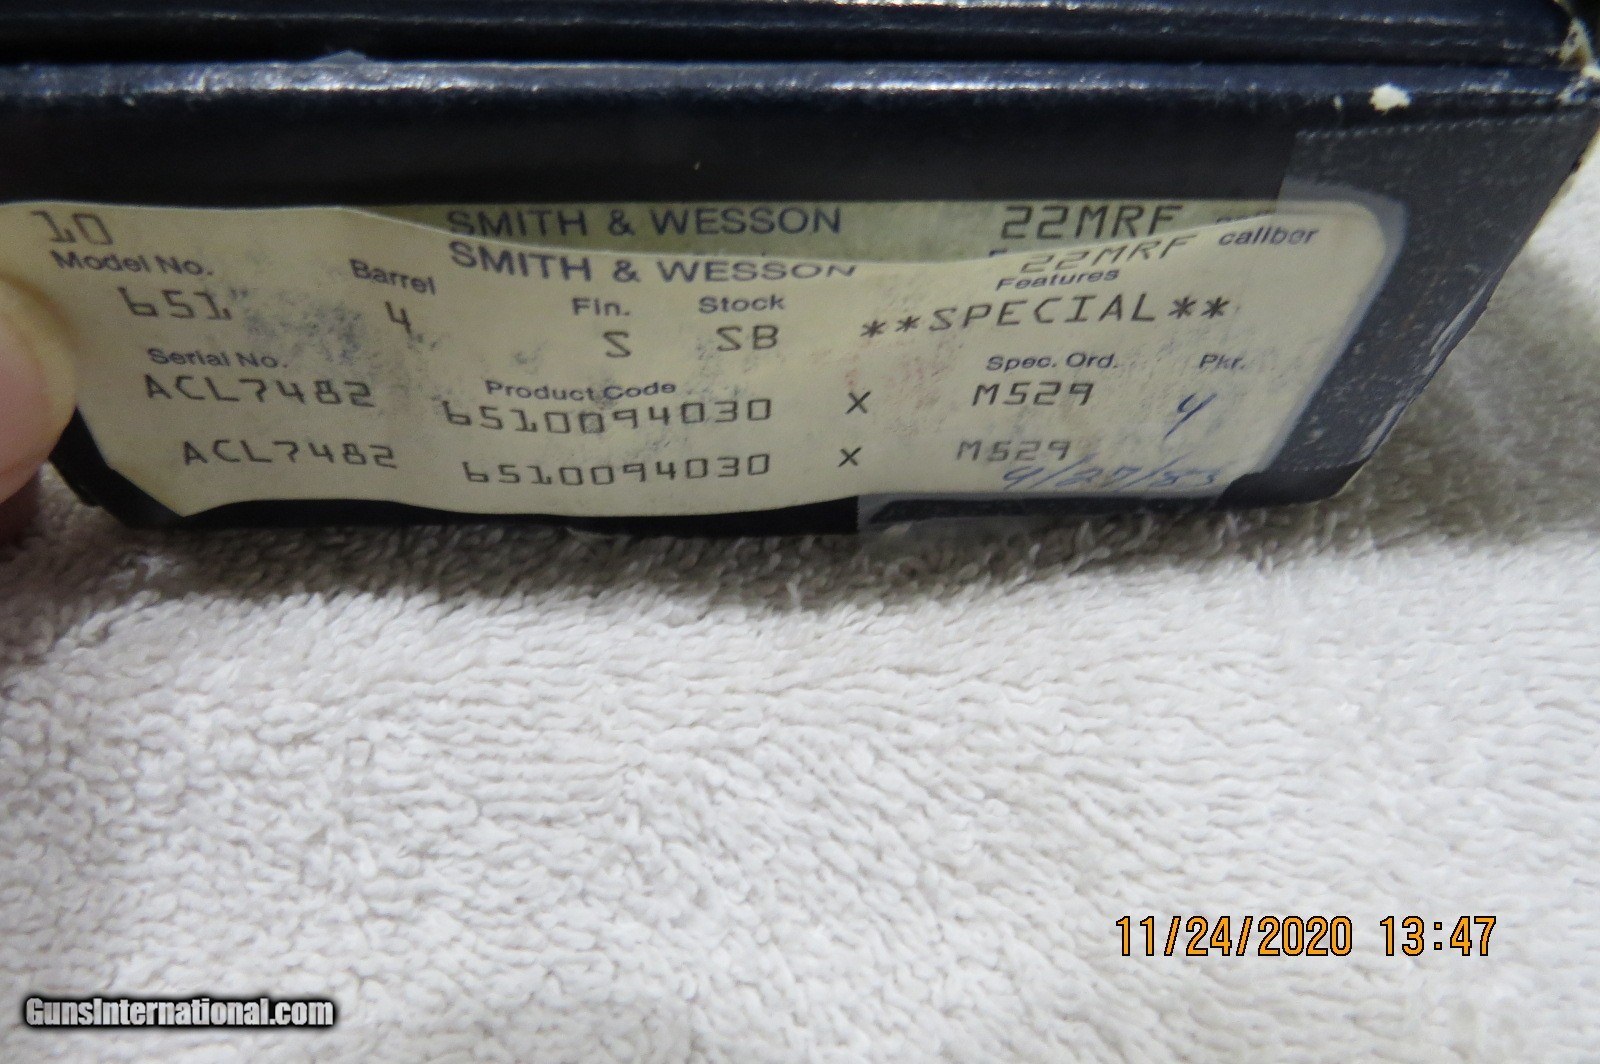 10 SMITH & WESSON 22MRF
SMITH & WESSON 22MRF caliber
Model No. Barrel Fin. Stock Features
651 4 S SB **SPECIAL**
Serial No. Product Code Spec. Ord. Pkr.
ACL7482 6510094030 X M529 4
ACL7482 6510094030 X M529
11/24/2020 13:47
GunsInternational.com